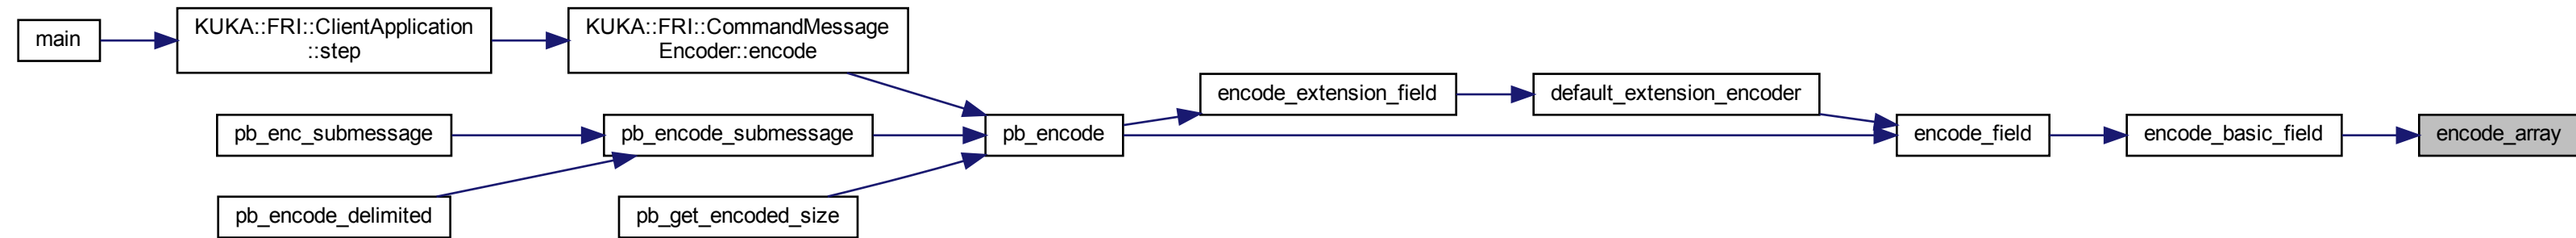 main
KUKA::FRI::ClientApplication
::step
KUKA::FRI::CommandMessage
Encoder::encode
pb_enc_submessage
pb_encode_submessage
pb_encode_delimited
pb_get_encoded_size
pb_encode
encode_extension_field
default_extension_encoder
encode_field
encode_basic_field
encode_array